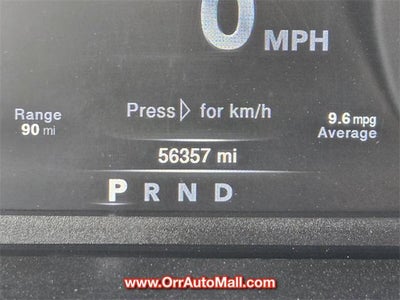 0 MPH
Range
90 mi
Press ▷ for km/h
9.6 mpg
Average
56357 mi
P R N D
www.OrrAutoMall.com